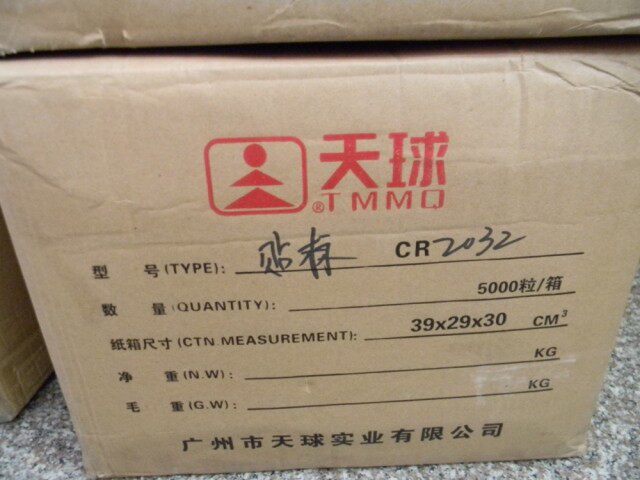 天球
®TMMQ
型 号(TYPE): 贴标 CR2032
数 量(QUANTITY): 5000粒/箱
纸箱尺寸(CTN MEASUREMENT): 39x29x30 CM³
净 重(N.W): KG
毛 重(G.W): KG
广州市天球实业有限公司